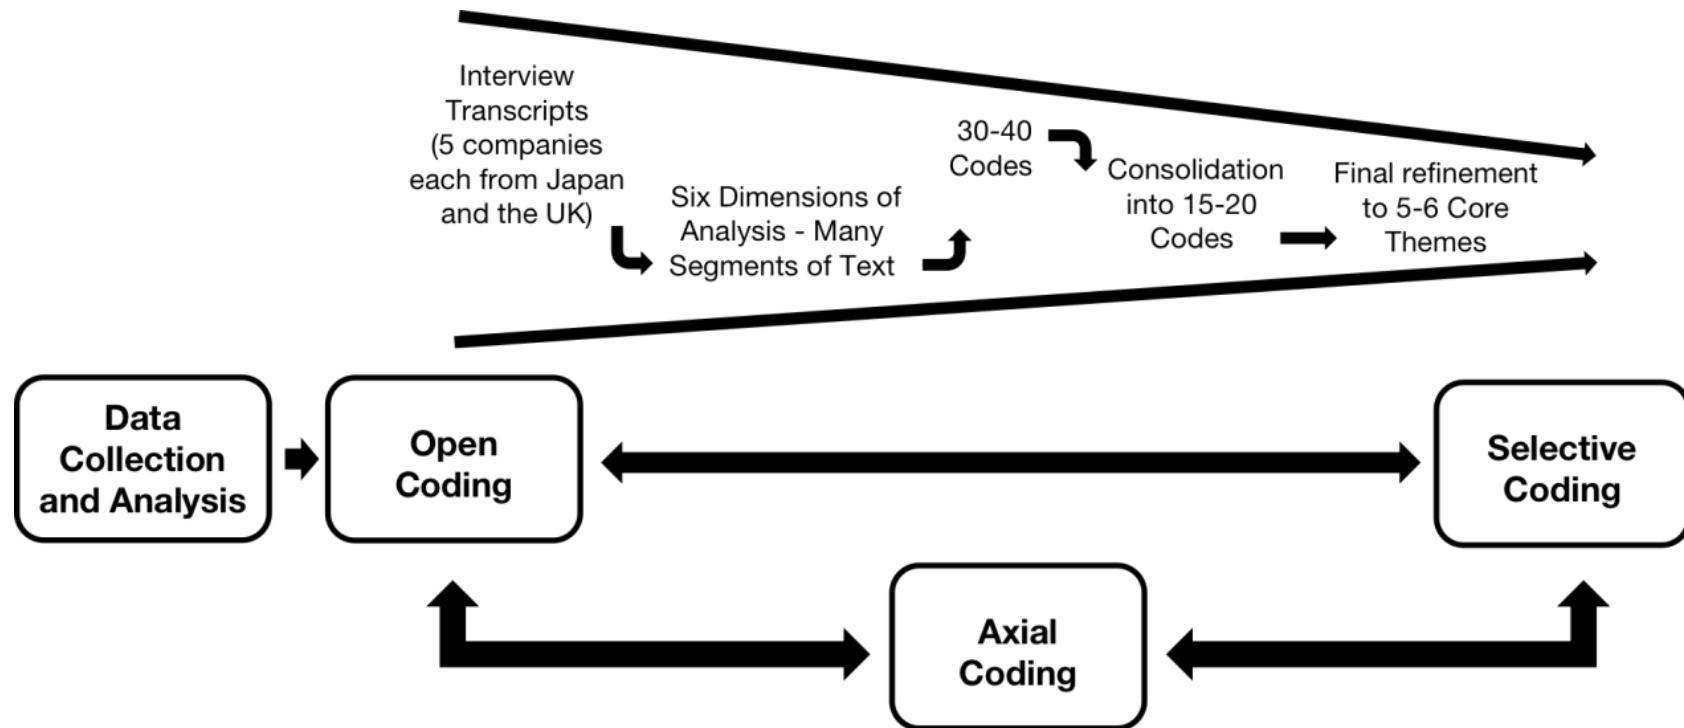 Interview
Transcripts
(5 companies
each from Japan
and the UK)
Six Dimensions of
Analysis - Many
Segments of Text
30-40
Codes
Consolidation
into 15-20
Codes
Final refinement
to 5-6 Core
Themes
Data
Collection
and Analysis
Open
Coding
Selective
Coding
Axial
Coding